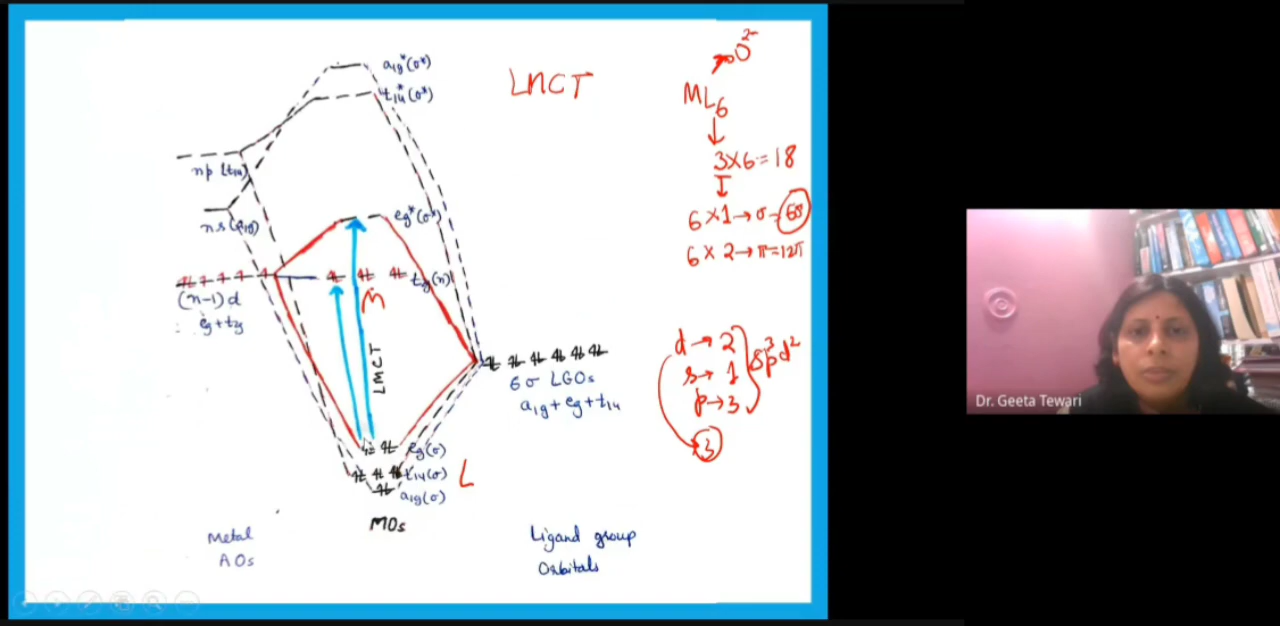 a1g*(σ*)
t1u*(σ*)
np (t1u)
ns(a1g)
eg*(σ*)
t2g(n)
(n-1)d
eg+t2g
M
LMCT
6σ LGOs
a1g+eg+t1u
eg(σ)
t1u(σ)
a1g(σ)
L
MOs
Metal
AOs
Ligand group
Orbitals
LMCT
O2-
ML6
3×6=18
6×1→σ-6σ
6×2→π=12π
d→2
s→1
p→3
sp3d2
3
Dr. Geeta Tewari